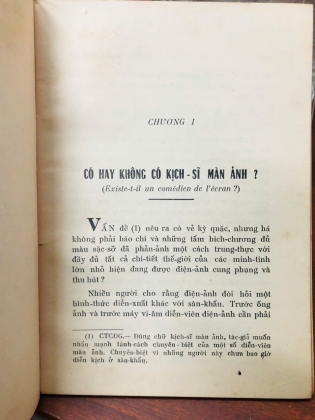 CHƯƠNG I
CÓ HAY KHÔNG CÓ KỊCH-SĨ MÀN ẢNH ?
(Existe-t-il un comédien de l'écran ?)
VẤN đề (1) nêu ra có vẻ kỳ quặc, nhưng há
không phải báo chí và những tấm bích-chương đủ
màu sặc-sỡ đã phản-ảnh một cách trung-thực với
đầy đủ tất cả chi-tiết thế-giới của các minh-tinh
lớn nhỏ hiện đang được điện-ảnh cung phụng và
thu hút ?
Nhiều người cho rằng điện-ảnh đòi hỏi một
hình-thức diễn-xuất khác với sân-khấu. Trước ống
ảnh và trước máy vi-âm diễn-viên điện-ảnh cần phải
(1) CTCDG.— Dùng chữ kịch-sĩ màn ảnh, tác-giả muốn
nhấn mạnh tánh-cách chuyên-biệt của một số diễn-viên
màn ảnh. Chuyên-biệt vì những người này chưa bao giờ
diễn kịch ở sân-khấu.